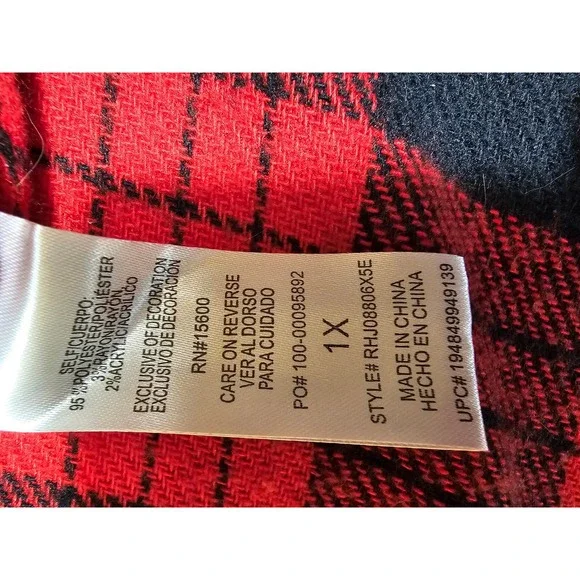 SELF/CUERPO:
95%POLYESTER/POLIÉSTER
3%RAYON/RAYÓN,
2%ACRYLIC/ACRÍLICO
EXCLUSIVE OF DECORATION
EXCLUSIVO DE DECORACIÓN
RN#15600
CARE ON REVERSE
VER AL DORSO
PARA CUIDADO
PO# 100-00095892
1X
STYLE# RHJ08806X5E
MADE IN CHINA
HECHO EN CHINA
UPC# 194849949139